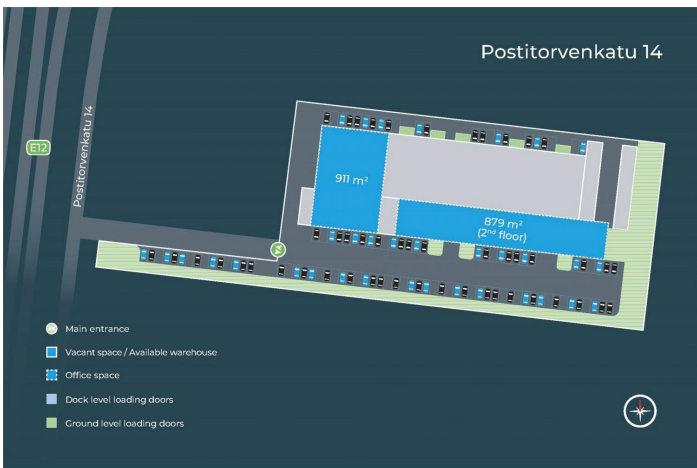 Postitorvenkatu 14
Postitorvenkatu 14
E12
911 m²
879 m²
(2nd floor)
Main entrance
Vacant space / Available warehouse
Office space
Dock level loading doors
Ground level loading doors